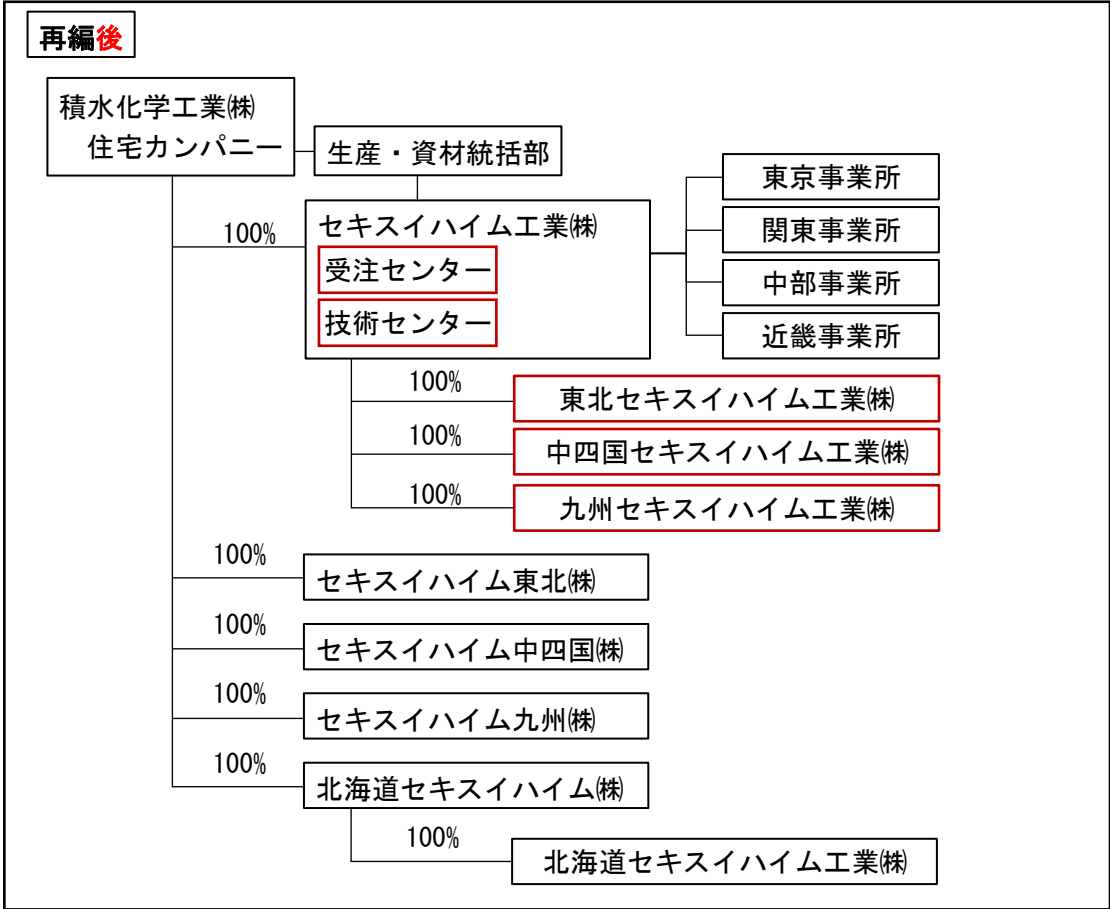 再編後
積水化学工業㈱
住宅カンパニー
生産・資材統括部
100%
セキスイハイム工業㈱
受注センター
技術センター
東京事業所
関東事業所
中部事業所
近畿事業所
100%
東北セキスイハイム工業㈱
100%
中四国セキスイハイム工業㈱
100%
九州セキスイハイム工業㈱
100%
セキスイハイム東北㈱
100%
セキスイハイム中四国㈱
100%
セキスイハイム九州㈱
100%
北海道セキスイハイム㈱
100%
北海道セキスイハイム工業㈱